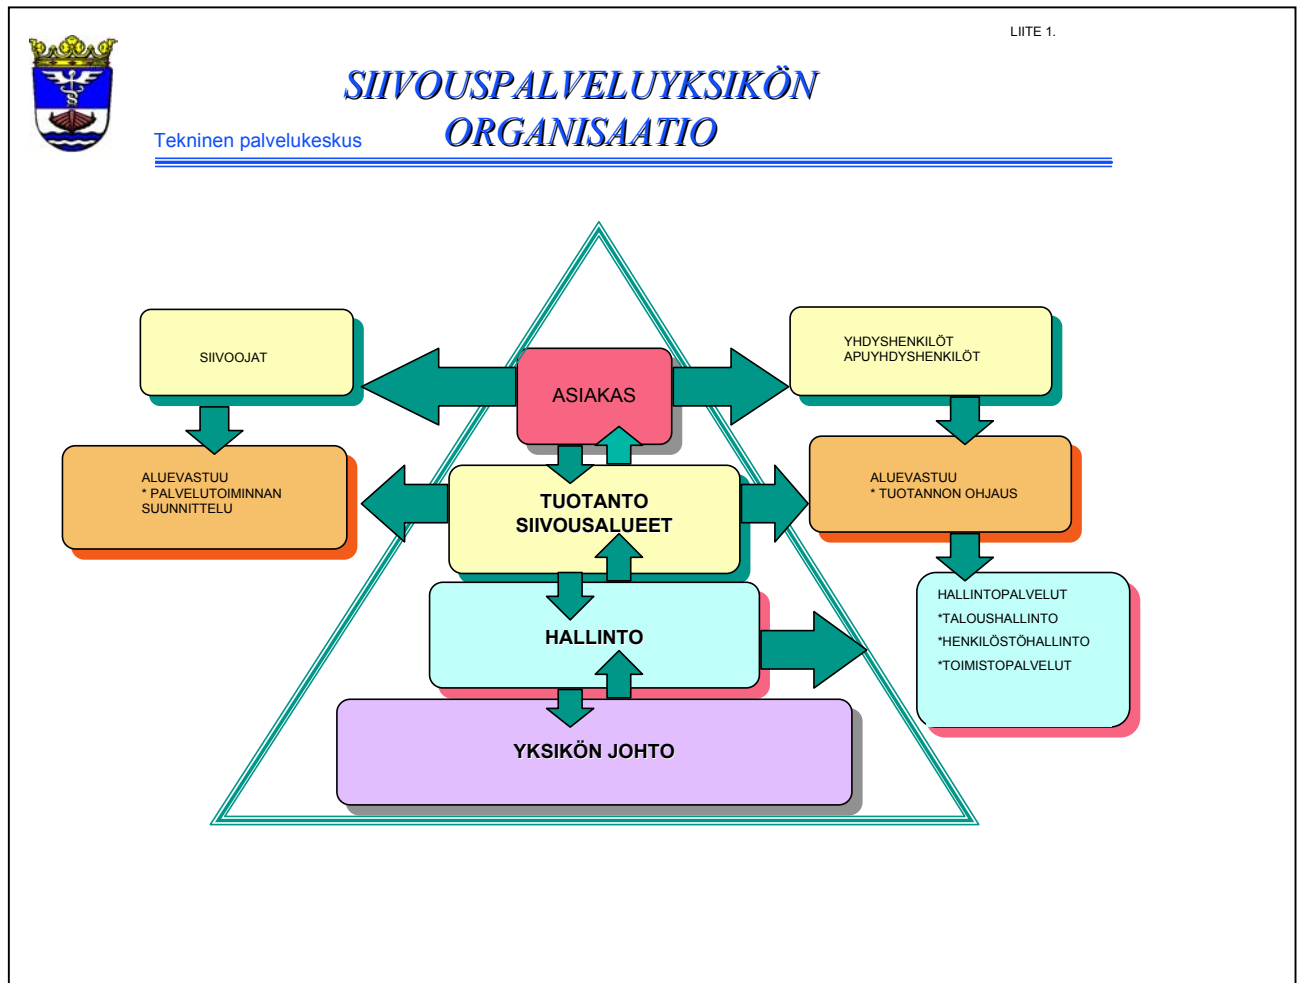 LIITE 1.
SIIVOUSPALVELUYKSIKÖN
ORGANISAATIO
Tekninen palvelukeskus
SIIVOOJAT
ASIAKAS
YHDYSHENKILÖT
APUYHDYSHENKILÖT
ALUEVASTUU
* PALVELUTOIMINNAN
SUUNNITTELU
TUOTANTO
SIIVOUSALUEET
ALUEVASTUU
* TUOTANNON OHJAUS
HALLINTO
HALLINTOPALVELUT
*TALOUSHALLINTO
*HENKILÖSTÖHALLINTO
*TOIMISTOPALVELUT
YKSIKÖN JOHTO